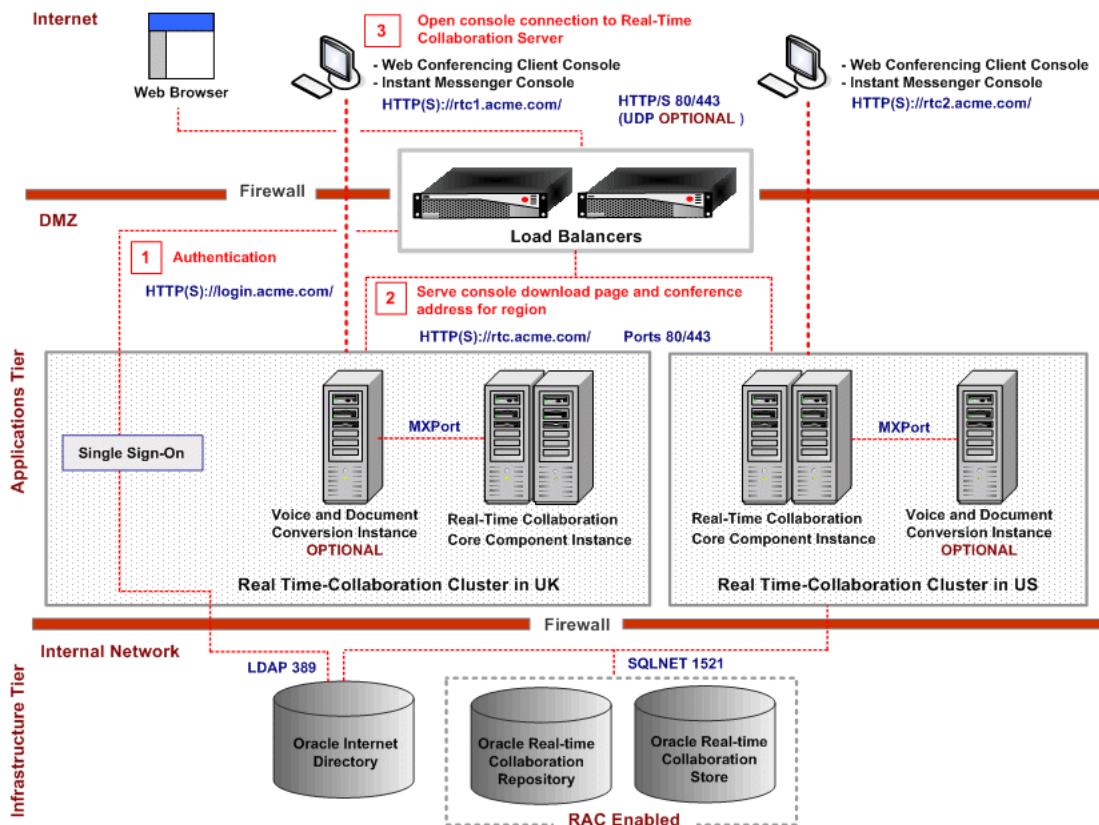 Internet
Web Browser
3
Open console connection to Real-Time
Collaboration Server
- Web Conferencing Client Console
- Instant Messenger Console
HTTP(S)://rtc1.acme.com/
HTTP/S 80/443
(UDP OPTIONAL )
- Web Conferencing Client Console
- Instant Messenger Console
HTTP(S)://rtc2.acme.com/
Firewall
DMZ
Load Balancers
1
Authentication
HTTP(S)://login.acme.com/
2
Serve console download page and conference
address for region
HTTP(S)://rtc.acme.com/
Ports 80/443
Applications Tier
Single Sign-On
MXPort
Voice and Document
Conversion Instance
OPTIONAL
Real-Time Collaboration
Core Component Instance
Real Time-Collaboration Cluster in UK
MXPort
Real-Time Collaboration
Core Component Instance
Voice and Document
Conversion Instance
OPTIONAL
Real Time-Collaboration Cluster in US
Firewall
Internal Network
Infrastructure Tier
LDAP 389
SQLNET 1521
Oracle Internet
Directory
Oracle Real-time
Collaboration
Repository
Oracle Real-time
Collaboration
Store
RAC Enabled